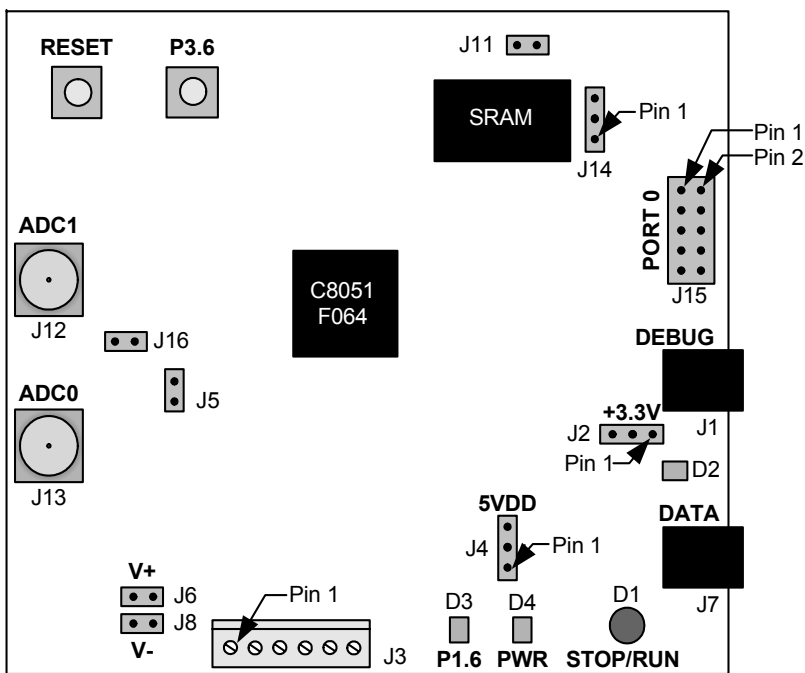 RESET
P3.6
J11
SRAM
Pin 1
J14
Pin 1
Pin 2
PORT 0
J15
ADC1
J12
C8051
F064
J16
DEBUG
J1
ADC0
J5
+3.3V
J2
Pin 1
D2
J13
5VDD
J4
Pin 1
DATA
J7
V+
J6
J8
V-
Pin 1
J3
D3
P1.6
D4
PWR
D1
STOP/RUN